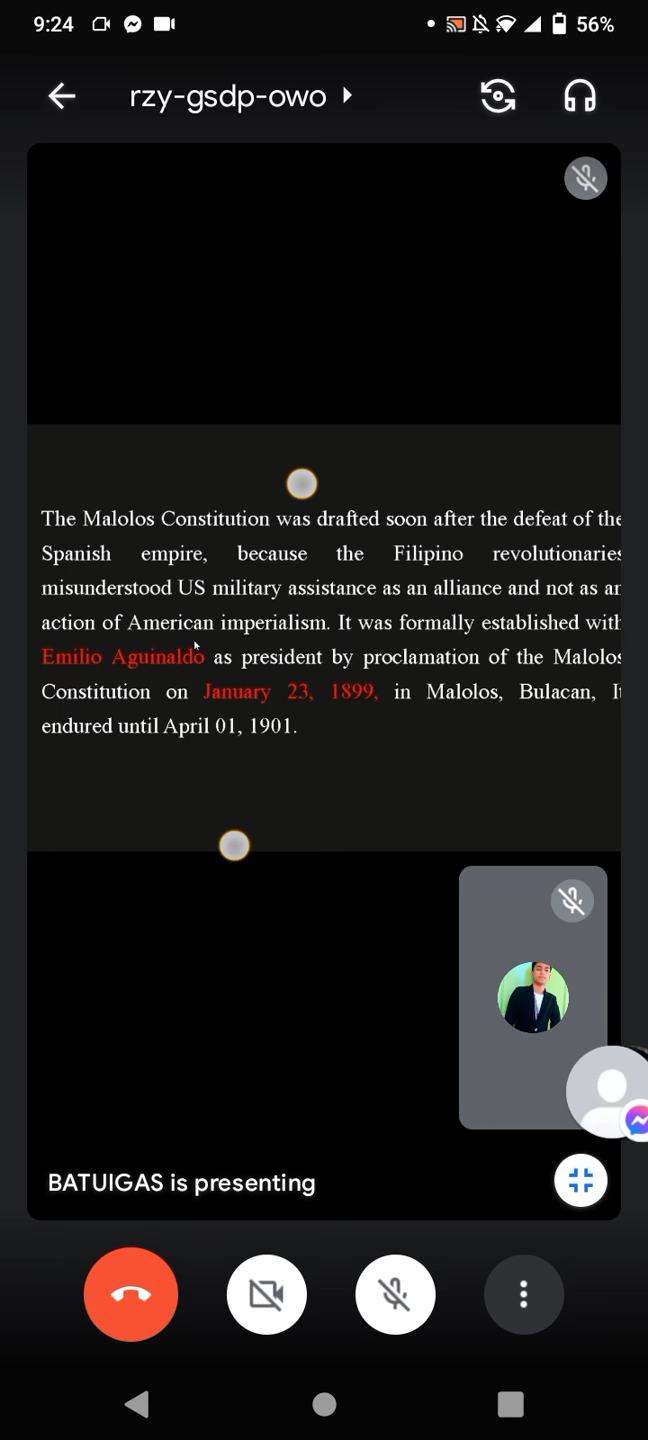 9:24
56%
rzy-gsdp-owo
The Malolos Constitution was drafted soon after the defeat of the
Spanish empire, because the Filipino revolutionaries
misunderstood US military assistance as an alliance and not as an
action of American imperialism. It was formally established with
Emilio Aguinaldo as president by proclamation of the Malolos
Constitution on January 23, 1899, in Malolos, Bulacan, It
endured until April 01, 1901.
BATUIGAS is presenting